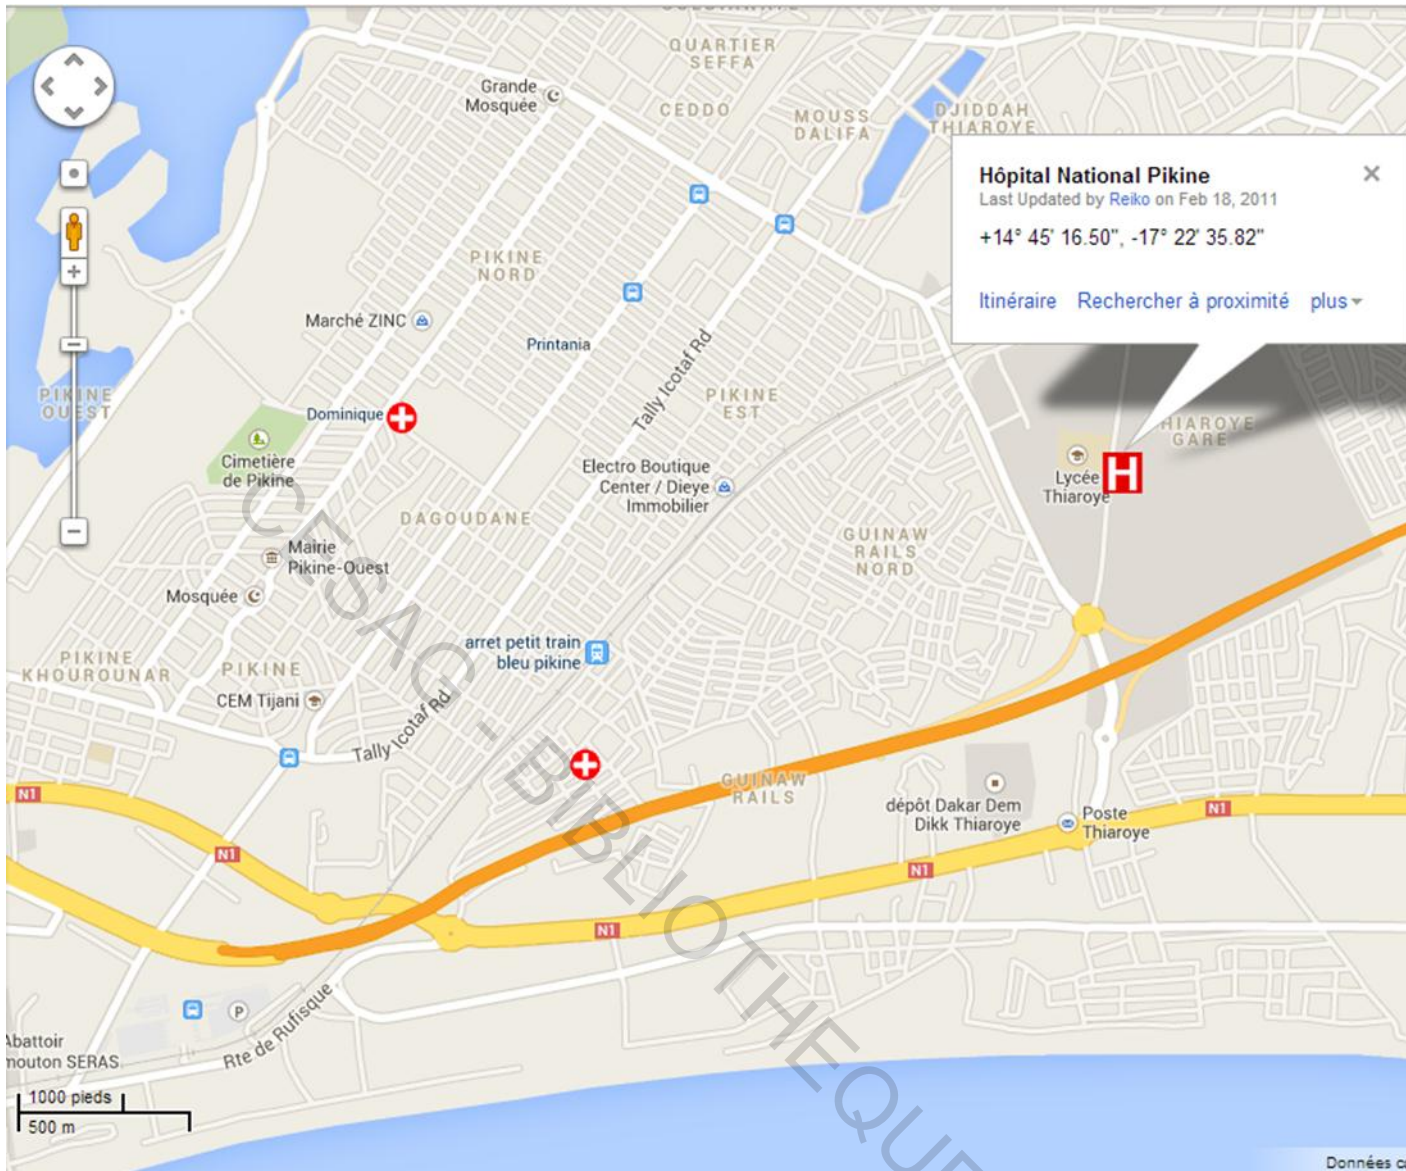 QUARTIER
SEFFA
Grande
Mosquée
CEDDO
MOUSS
DALIFA
DJIDDAH
THIAROYE
Hôpital National Pikine
Last Updated by Reiko on Feb 18, 2011
+14° 45' 16.50", -17° 22' 35.82"
Itinéraire Rechercher à proximité plus
PIKINE
NORD
Marché ZINC
Printania
Tally Icotaf Rd
PIKINE
OUEST
PIKINE
EST
Dominique
THIAROYE
GARE
Cimetière
de Pikine
Electro Boutique
Center / Dieye
Immobilier
Lycée
Thiaroye
H
DAGOUDANE
GUINAW
RAILS
NORD
Mairie
Pikine-Ouest
Mosquée
arret petit train
bleu pikine
PIKINE
KHOUROUNAR
PIKINE
CEM Tijani
Tally Icotaf Rd
GUINAW
RAILS
N1
dépôt Dakar Dem
Dikk Thiaroye
Poste
Thiaroye
N1
N1
N1
N1
P
Rte de Rufisque
Abattoir
mouton SERAS
1000 pieds
500 m
Données
CESAG - BIBLIOTHEQUE